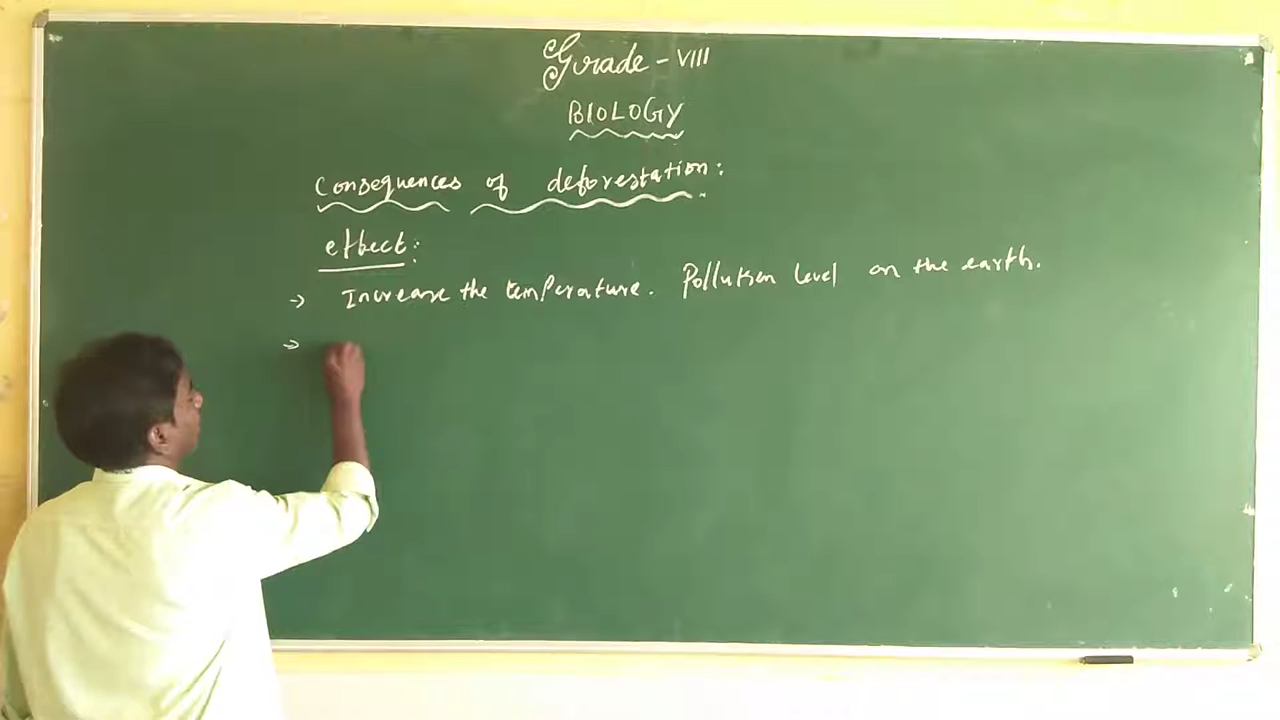 Grade - VIII
BIOLOGY
Consequences of deforestation:
effect:
→ Increase the temperature. Pollution level on the earth.
→